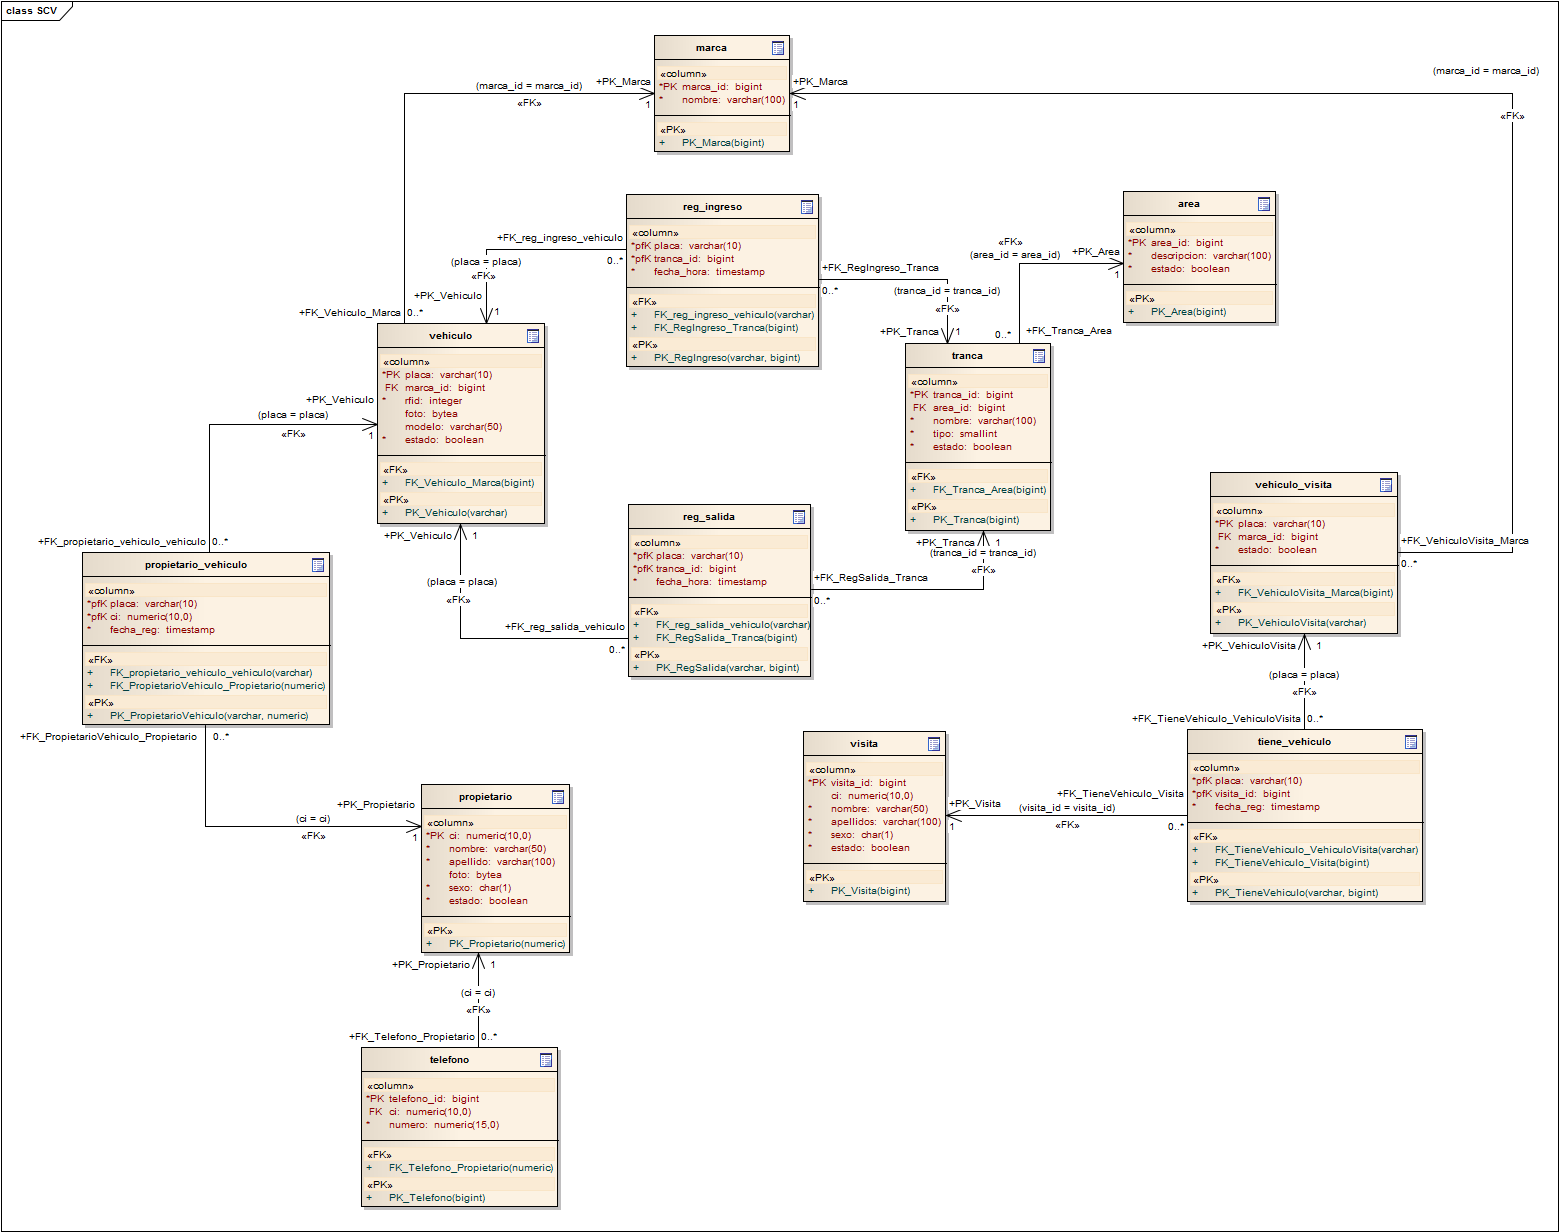 class SCV
marca
«column»
*PK marca_id: bigint
* nombre: varchar(100)
«PK»
+ PK_Marca(bigint)
(marca_id = marca_id)
«FK»
+PK_Marca
1
+PK_Marca
1
(marca_id = marca_id)
«FK»
reg_ingreso
«column»
*pfK placa: varchar(10)
*pfK tranca_id: bigint
* fecha_hora: timestamp
«FK»
+ FK_reg_ingreso_vehiculo(varchar)
+ FK_RegIngreso_Tranca(bigint)
«PK»
+ PK_RegIngreso(varchar, bigint)
+FK_reg_ingreso_vehiculo
0..*
(placa = placa)
«FK»
+PK_Vehiculo
1
+FK_RegIngreso_Tranca
0..*
(tranca_id = tranca_id)
«FK»
+PK_Tranca
1
area
«column»
*PK area_id: bigint
* descripcion: varchar(100)
* estado: boolean
«PK»
+ PK_Area(bigint)
«FK»
(area_id = area_id)
+PK_Area
1
0..*
+FK_Tranca_Area
+FK_Vehiculo_Marca
0..*
vehiculo
«column»
*PK placa: varchar(10)
FK marca_id: bigint
* rfid: integer
foto: bytea
modelo: varchar(50)
* estado: boolean
«FK»
+ FK_Vehiculo_Marca(bigint)
«PK»
+ PK_Vehiculo(varchar)
tranca
«column»
*PK tranca_id: bigint
FK area_id: bigint
* nombre: varchar(100)
* tipo: smallint
* estado: boolean
«FK»
+ FK_Tranca_Area(bigint)
«PK»
+ PK_Tranca(bigint)
+PK_Vehiculo
(placa = placa)
«FK»
1
+FK_propietario_vehiculo_vehiculo
0..*
+PK_Vehiculo
1
(placa = placa)
«FK»
+FK_reg_salida_vehiculo
0..*
reg_salida
«column»
*pfK placa: varchar(10)
*pfK tranca_id: bigint
* fecha_hora: timestamp
«FK»
+ FK_reg_salida_vehiculo(varchar)
+ FK_RegSalida_Tranca(bigint)
«PK»
+ PK_RegSalida(varchar, bigint)
+PK_Tranca
1
(tranca_id = tranca_id)
«FK»
+FK_RegSalida_Tranca
0..*
vehiculo_visita
«column»
*PK placa: varchar(10)
FK marca_id: bigint
* estado: boolean
«FK»
+ FK_VehiculoVisita_Marca(bigint)
«PK»
+ PK_VehiculoVisita(varchar)
+FK_VehiculoVisita_Marca
0..*
+PK_VehiculoVisita
1
(placa = placa)
«FK»
+FK_TieneVehiculo_VehiculoVisita
0..*
propietario_vehiculo
«column»
*pfK placa: varchar(10)
*pfK ci: numeric(10,0)
* fecha_reg: timestamp
«FK»
+ FK_propietario_vehiculo_vehiculo(varchar)
+ FK_PropietarioVehiculo_Propietario(numeric)
«PK»
+ PK_PropietarioVehiculo(varchar, numeric)
+FK_PropietarioVehiculo_Propietario
0..*
+PK_Propietario
(ci = ci)
«FK»
1
visita
«column»
*PK visita_id: bigint
ci: numeric(10,0)
* nombre: varchar(50)
* apellidos: varchar(100)
* sexo: char(1)
* estado: boolean
«PK»
+ PK_Visita(bigint)
+PK_Visita
1
+FK_TieneVehiculo_Visita
(visita_id = visita_id)
«FK»
0..*
tiene_vehiculo
«column»
*pfK placa: varchar(10)
*pfK visita_id: bigint
* fecha_reg: timestamp
«FK»
+ FK_TieneVehiculo_VehiculoVisita(varchar)
+ FK_TieneVehiculo_Visita(bigint)
«PK»
+ PK_TieneVehiculo(varchar, bigint)
propietario
«column»
*PK ci: numeric(10,0)
* nombre: varchar(50)
* apellido: varchar(100)
foto: bytea
* sexo: char(1)
* estado: boolean
«PK»
+ PK_Propietario(numeric)
+PK_Propietario
1
(ci = ci)
«FK»
+FK_Telefono_Propietario
0..*
telefono
«column»
*PK telefono_id: bigint
FK ci: numeric(10,0)
* numero: numeric(15,0)
«FK»
+ FK_Telefono_Propietario(numeric)
«PK»
+ PK_Telefono(bigint)